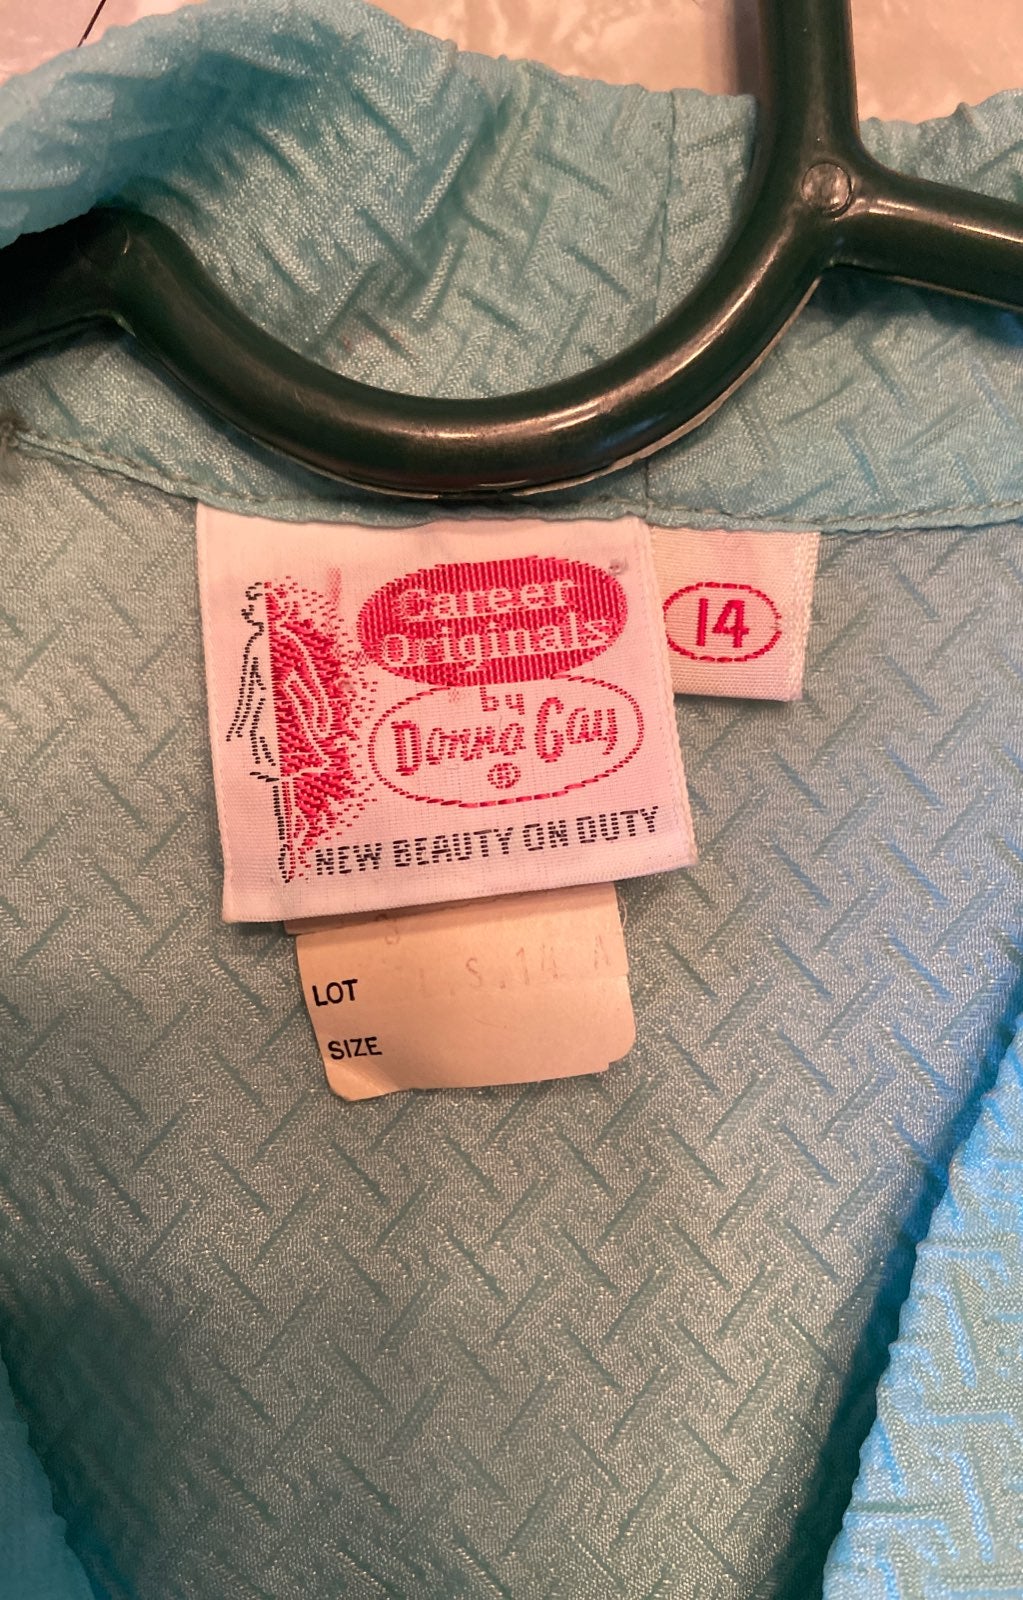 Career
Originals
by
Donna Gay
®
NEW BEAUTY ON DUTY
14
LOT
SIZE